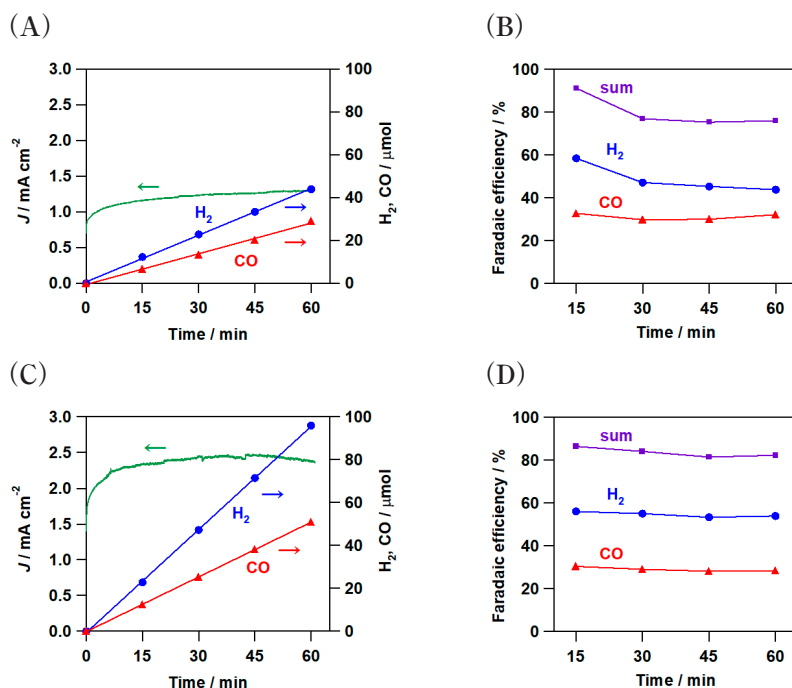 (A)
3.0
2.5
2.0
1.5
1.0
0.5
0.0
J / mA cm⁻²
100
80
60
40
20
0
H₂, CO / μmol
H₂
CO
0 15 30 45 60
Time / min
(B)
100
80
60
40
20
0
Faradaic efficiency / %
sum
H₂
CO
15 30 45 60
Time / min
(C)
3.0
2.5
2.0
1.5
1.0
0.5
0.0
J / mA cm⁻²
100
80
60
40
20
0
H₂, CO / μmol
H₂
CO
0 15 30 45 60
Time / min
(D)
100
80
60
40
20
0
Faradaic efficiency / %
sum
H₂
CO
15 30 45 60
Time / min